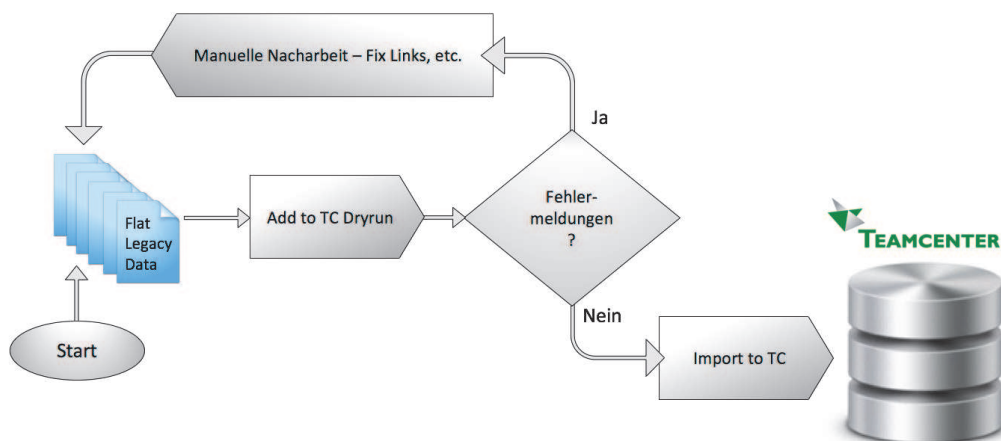 Manuelle Nacharbeit – Fix Links, etc.
Ja
Flat
Legacy
Data
Add to TC Dryrun
Fehler-
meldungen
?
TEAMCENTER
Start
Nein
Import to TC